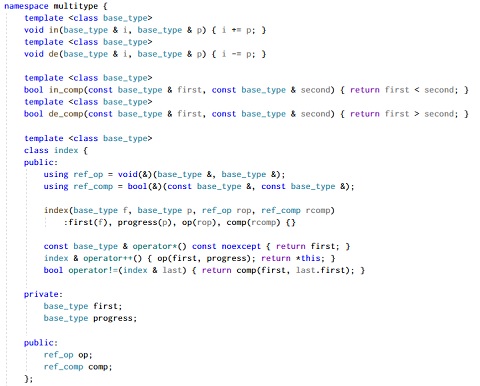 namespace multitype {
template <class base_type>
void in(base_type & i, base_type & p) { i += p; }
template <class base_type>
void de(base_type & i, base_type & p) { i -= p; }
template <class base_type>
bool in_comp(const base_type & first, const base_type & second) { return first < second; }
template <class base_type>
bool de_comp(const base_type & first, const base_type & second) { return first > second; }
template <class base_type>
class index {
public:
using ref_op = void(&)(base_type &, base_type &);
using ref_comp = bool(&)(const base_type &, const base_type &);
index(base_type f, base_type p, ref_op rop, ref_comp rcomp)
:first(f), progress(p), op(rop), comp(rcomp) {}
const base_type & operator*() const noexcept { return first; }
index & operator++() { op(first, progress); return *this; }
bool operator!=(index & last) { return comp(first, last.first); }
private:
base_type first;
base_type progress;
public:
ref_op op;
ref_comp comp;
};